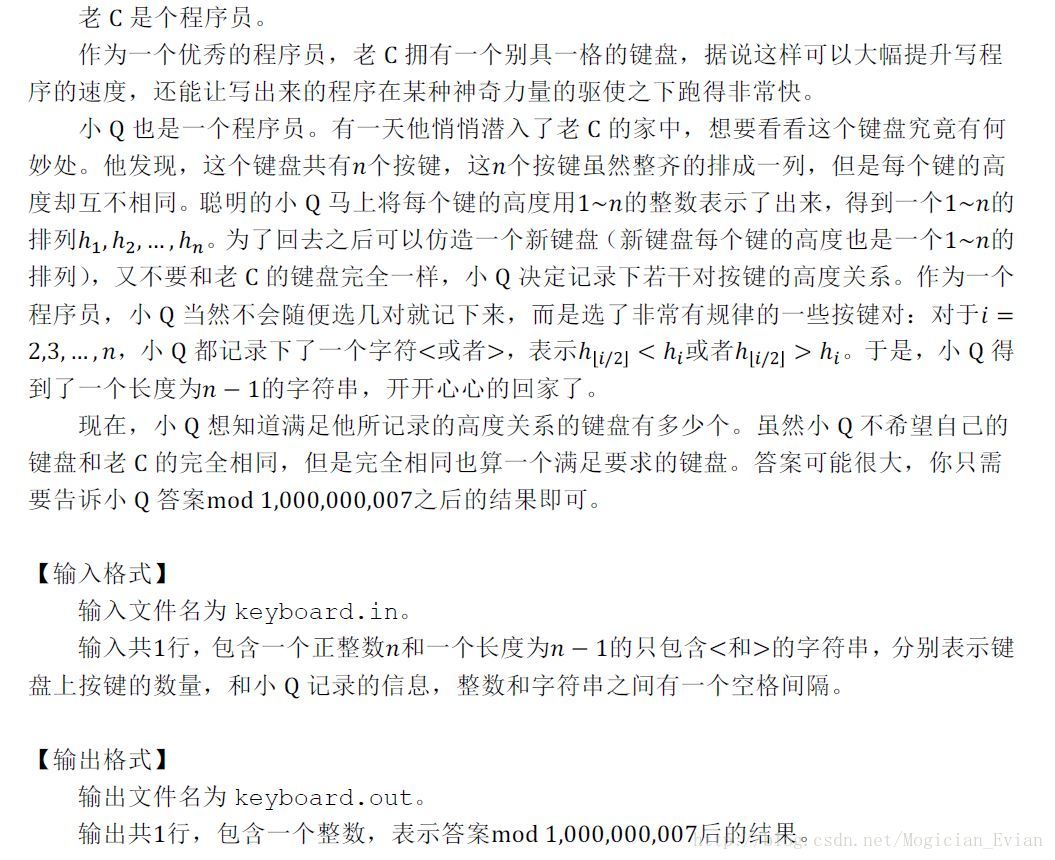 老 C 是个程序员。
作为一个优秀的程序员，老 C 拥有一个别具一格的键盘，据说这样可以大幅提升写程
序的速度，还能让写出来的程序在某种神奇力量的驱使之下跑得非常快。
小 Q 也是一个程序员。有一天他悄悄潜入了老 C 的家中，想要看看这个键盘究竟有何
妙处。他发现，这个键盘共有n个按键，这n个按键虽然整齐的排成一列，但是每个键的高
度却互不相同。聪明的小 Q 马上将每个键的高度用1~n的整数表示了出来，得到一个1~n的
排列h₁, h₂, … , hₙ。为了回去之后可以仿造一个新键盘（新键盘每个键的高度也是一个1~n的
排列），又不要和老 C 的键盘完全一样，小 Q 决定记录下若干对按键的高度关系。作为一个
程序员，小 Q 当然不会随便选几对就记下来，而是选了非常有规律的一些按键对：对于i =
2,3, … , n，小 Q 都记录下了一个字符<或者>，表示h⌊i/2⌋ < hᵢ或者h⌊i/2⌋ > hᵢ。于是，小 Q 得
到了一个长度为n − 1的字符串，开开心心的回家了。
现在，小 Q 想知道满足他所记录的高度关系的键盘有多少个。虽然小 Q 不希望自己的
键盘和老 C 的完全相同，但是完全相同也算一个满足要求的键盘。答案可能很大，你只需
要告诉小 Q 答案mod 1,000,000,007之后的结果即可。
【输入格式】
输入文件名为 keyboard.in。
输入共1行，包含一个正整数n和一个长度为n − 1的只包含<和>的字符串，分别表示键
盘上按键的数量，和小 Q 记录的信息，整数和字符串之间有一个空格间隔。
【输出格式】
输出文件名为 keyboard.out。
输出共1行，包含一个整数，表示答案mod 1,000,000,007后的结果。
http://blog.csdn.net/Mogician_Evian